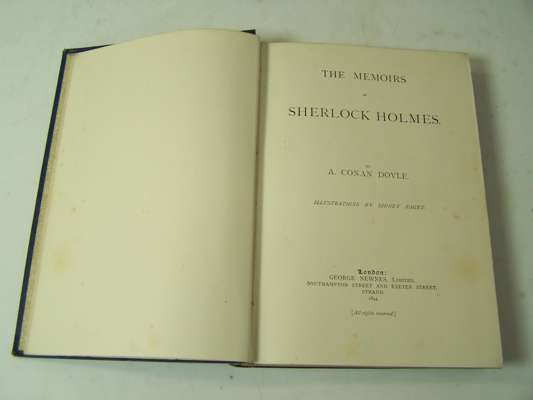 THE MEMOIRS
OF
SHERLOCK HOLMES.
BY
A. CONAN DOYLE.
ILLUSTRATIONS BY SIDNEY PAGET.
London:
GEORGE NEWNES, LIMITED,
SOUTHAMPTON STREET AND EXETER STREET,
STRAND.
1894.
[All rights reserved.]